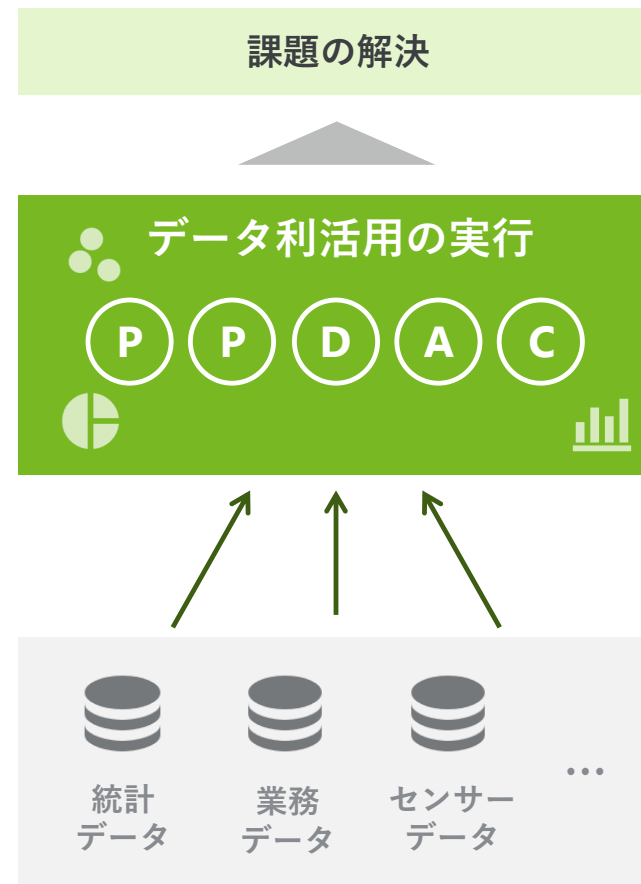 課題の解決
データ利活用の実行
P P D A C
統計 業務 センサー
データ データ データ
…